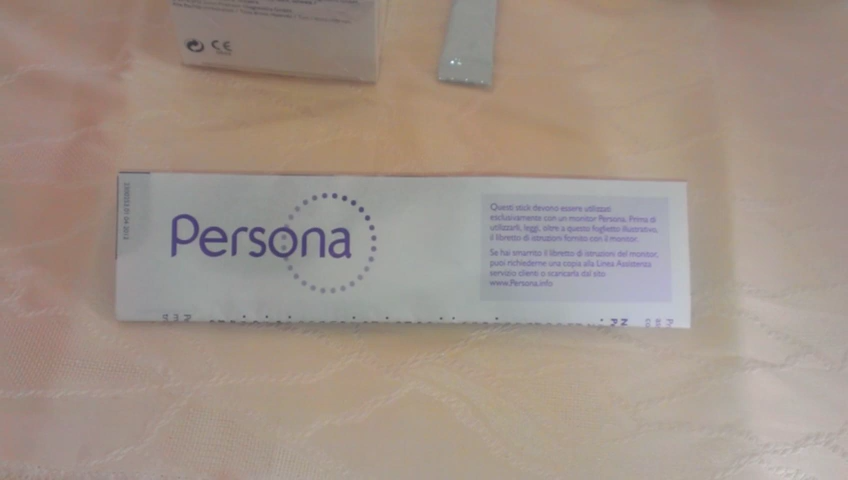 Persona
Questi stick devono essere utilizzati
esclusivamente con un monitor Persona. Prima di
utilizzarli, leggi, oltre a questo foglietto illustrativo,
il libretto di istruzioni fornito con il monitor.
Se hai smarrito il libretto di istruzioni del monitor,
puoi richiederne una copia alla Linea Assistenza
servizio clienti o scaricarla dal sito
www.Persona.info